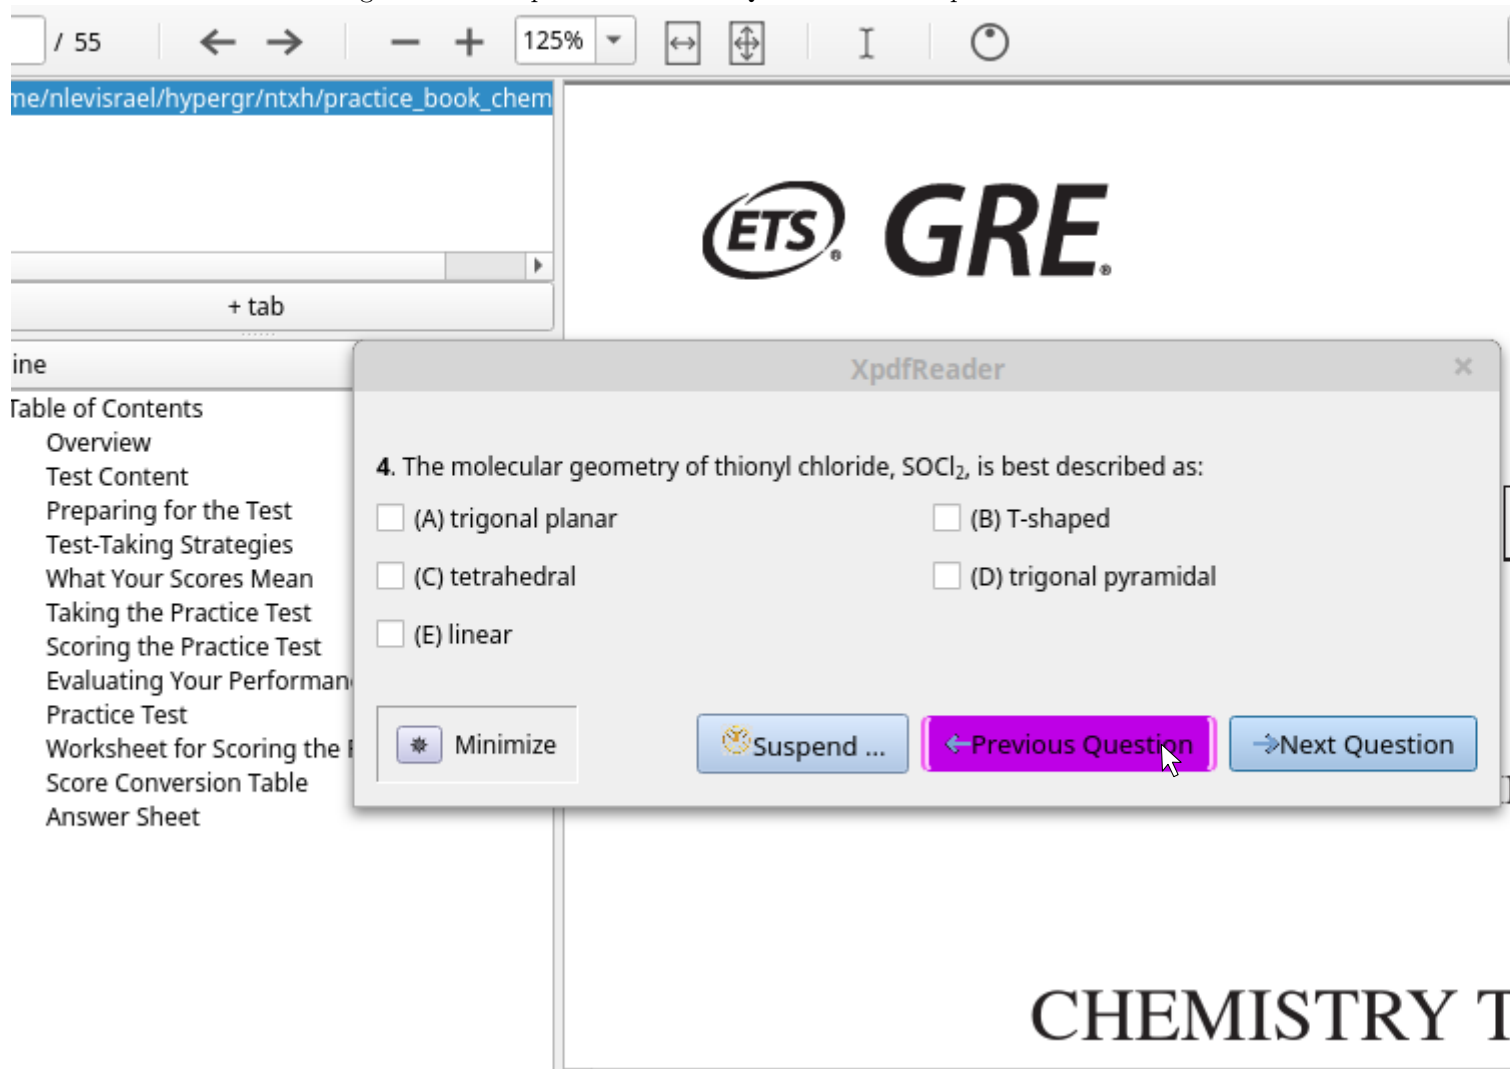 / 55
125%
me/nlevisrael/hypergr/ntxh/practice_book_chem
+ tab
ETS® GRE®
ine
XpdfReader
Table of Contents
Overview
Test Content
Preparing for the Test
Test-Taking Strategies
What Your Scores Mean
Taking the Practice Test
Scoring the Practice Test
Evaluating Your Performan
Practice Test
Worksheet for Scoring the
Score Conversion Table
Answer Sheet
4. The molecular geometry of thionyl chloride, SOCl₂, is best described as:
(A) trigonal planar
(B) T-shaped
(C) tetrahedral
(D) trigonal pyramidal
(E) linear
Minimize
Suspend ...
Previous Question
Next Question
CHEMISTRY T